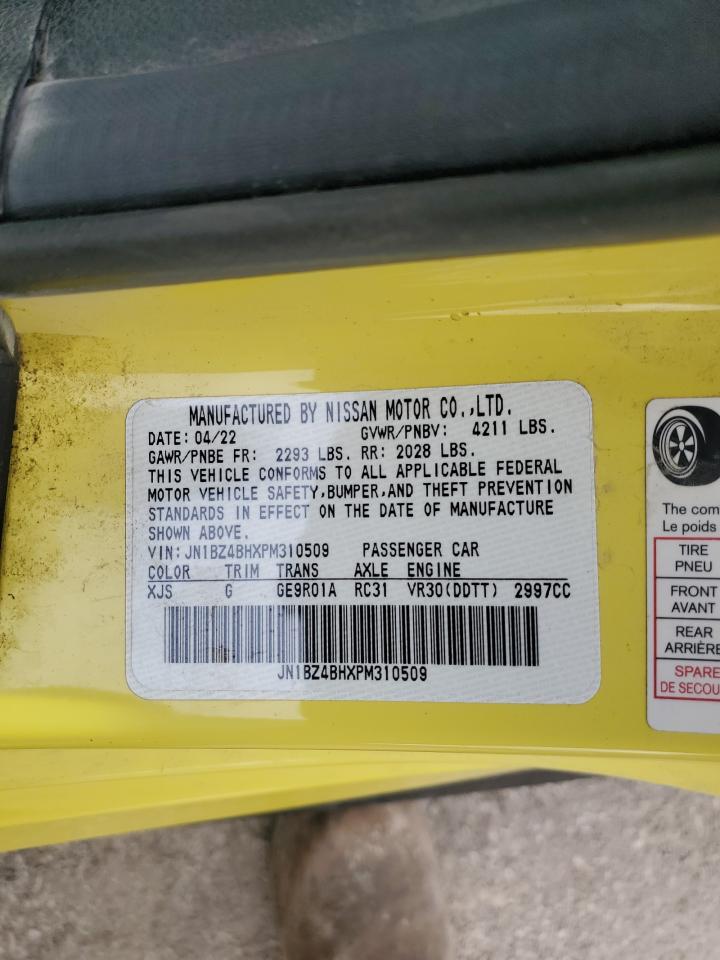 MANUFACTURED BY NISSAN MOTOR CO.,LTD.
DATE: 04/22 GVWR/PNBV: 4211 LBS.
GAWR/PNBE FR: 2293 LBS. RR: 2028 LBS.
THIS VEHICLE CONFORMS TO ALL APPLICABLE FEDERAL
MOTOR VEHICLE SAFETY,BUMPER,AND THEFT PREVENTION
STANDARDS IN EFFECT ON THE DATE OF MANUFACTURE
SHOWN ABOVE.
VIN: JN1BZ4BHXPM310509 PASSENGER CAR
COLOR TRIM TRANS AXLE ENGINE
XJS G GE9R01A RC31 VR30(DDTT) 2997CC
JN1BZ4BHXPM310509
The com
Le poids
TIRE
PNEU
FRONT
AVANT
REAR
ARRIÈRE
SPARE
DE SECOU